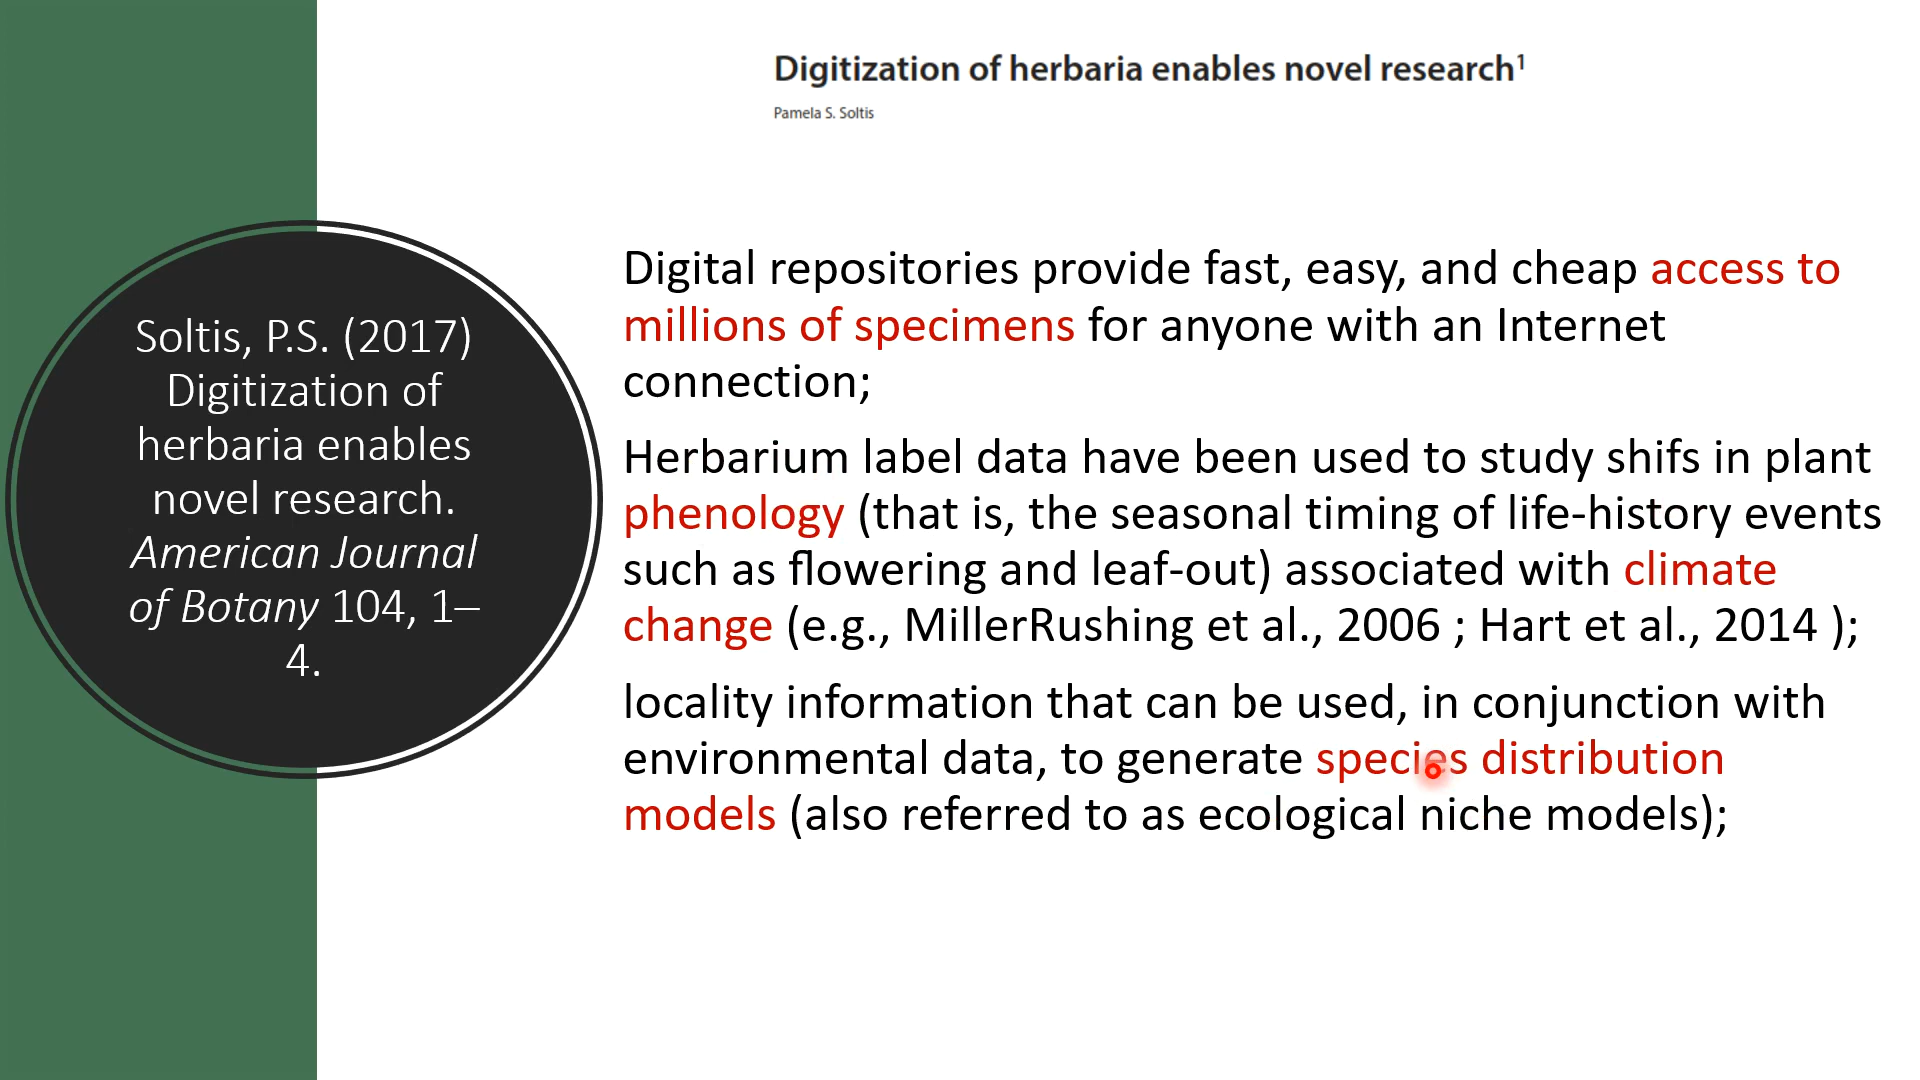 Digitization of herbaria enables novel research¹
Pamela S. Soltis
Soltis, P.S. (2017)
Digitization of
herbaria enables
novel research.
American Journal
of Botany 104, 1–
4.
Digital repositories provide fast, easy, and cheap access to
millions of specimens for anyone with an Internet
connection;
Herbarium label data have been used to study shifs in plant
phenology (that is, the seasonal timing of life-history events
such as flowering and leaf-out) associated with climate
change (e.g., MillerRushing et al., 2006 ; Hart et al., 2014 );
locality information that can be used, in conjunction with
environmental data, to generate species distribution
models (also referred to as ecological niche models);